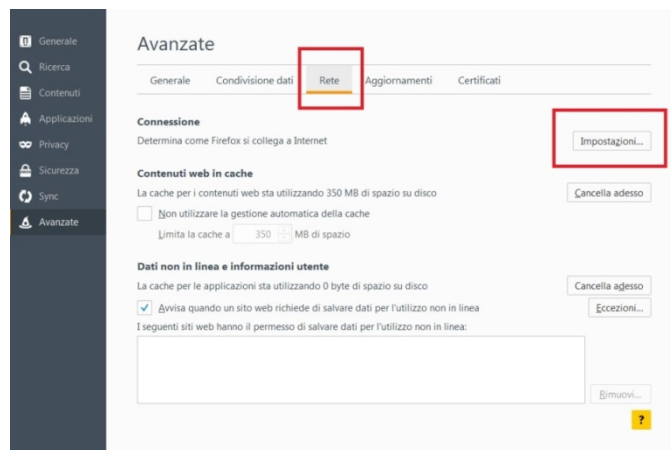 Generale
Ricerca
Contenuti
Applicazioni
Privacy
Sicurezza
Sync
Avanzate
Avanzate
Generale Condivisione dati Rete Aggiornamenti Certificati
Connessione
Determina come Firefox si collega a Internet Impostazioni...
Contenuti web in cache
La cache per i contenuti web sta utilizzando 350 MB di spazio su disco Cancella adesso
Non utilizzare la gestione automatica della cache
Limita la cache a 350 MB di spazio
Dati non in linea e informazioni utente
La cache per le applicazioni sta utilizzando 0 byte di spazio su disco Cancella adesso
Avvisa quando un sito web richiede di salvare dati per l'utilizzo non in linea Eccezioni...
I seguenti siti web hanno il permesso di salvare dati per l'utilizzo non in linea:
Rimuovi...
?